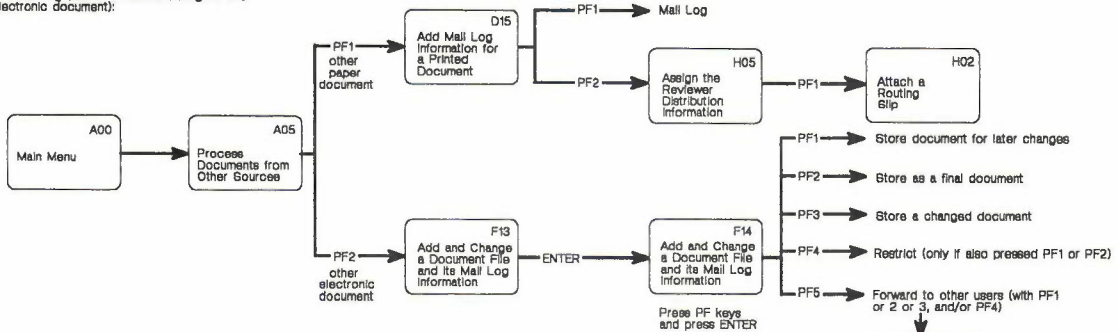 electronic document):
A00
Main Menu
A05
Process
Documents from
Other Sources
PF1
other
paper
document
D15
Add Mail Log
Information for
a Printed
Document
PF1
Mail Log
PF2
H05
Assign the
Reviewer
Distribution
Information
PF1
H02
Attach a
Routing
Slip
PF2
other
electronic
document
F13
Add and Change
a Document File
and Its Mail Log
Information
ENTER
F14
Add and Change
a Document File
and Its Mail Log
Information
Press PF keys
and press ENTER
PF1
Store document for later changes
PF2
Store as a final document
PF3
Store a changed document
PF4
Restrict (only if also pressed PF1 or PF2)
PF5
Forward to other users (with PF1
or 2 or 3, and/or PF4)